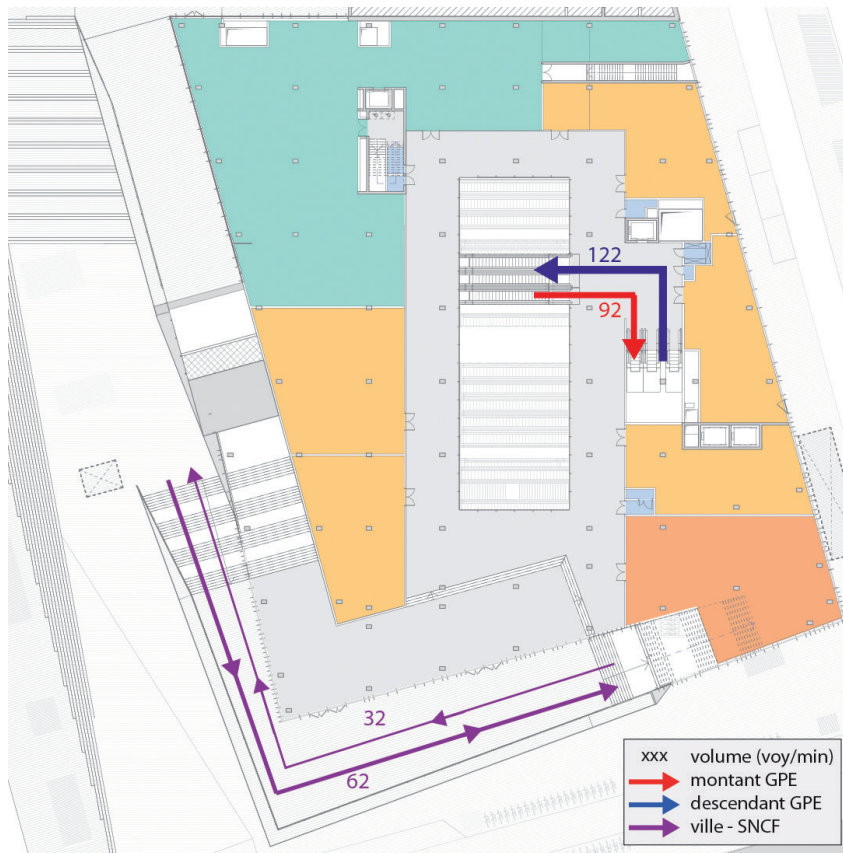 122
92
32
62
xxx volume (voy/min)
montant GPE
descendant GPE
ville - SNCF